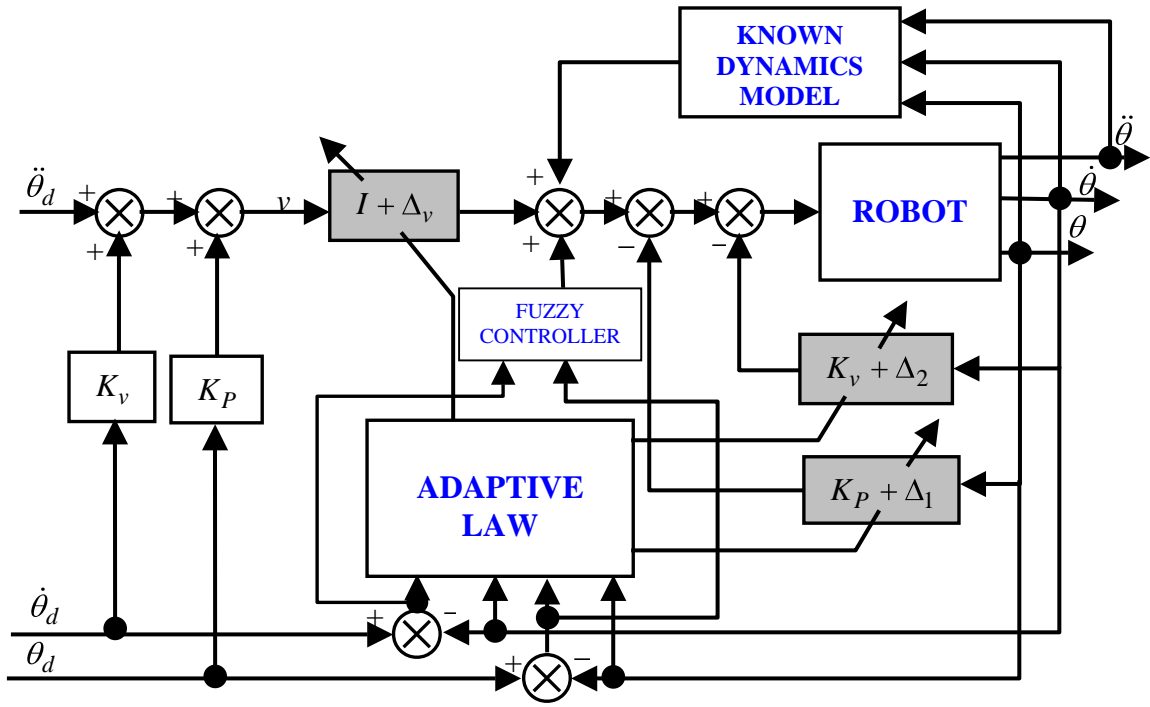 KNOWN
DYNAMICS
MODEL
θ̈
θ̈_d
+
+
v
I + Δ_v
+
+
+
θ̇
ROBOT
θ
+
+
+
−
−
FUZZY
CONTROLLER
K_v + Δ_2
K_v
K_P
ADAPTIVE
LAW
K_P + Δ_1
θ̇_d
+
-
θ_d
+
−